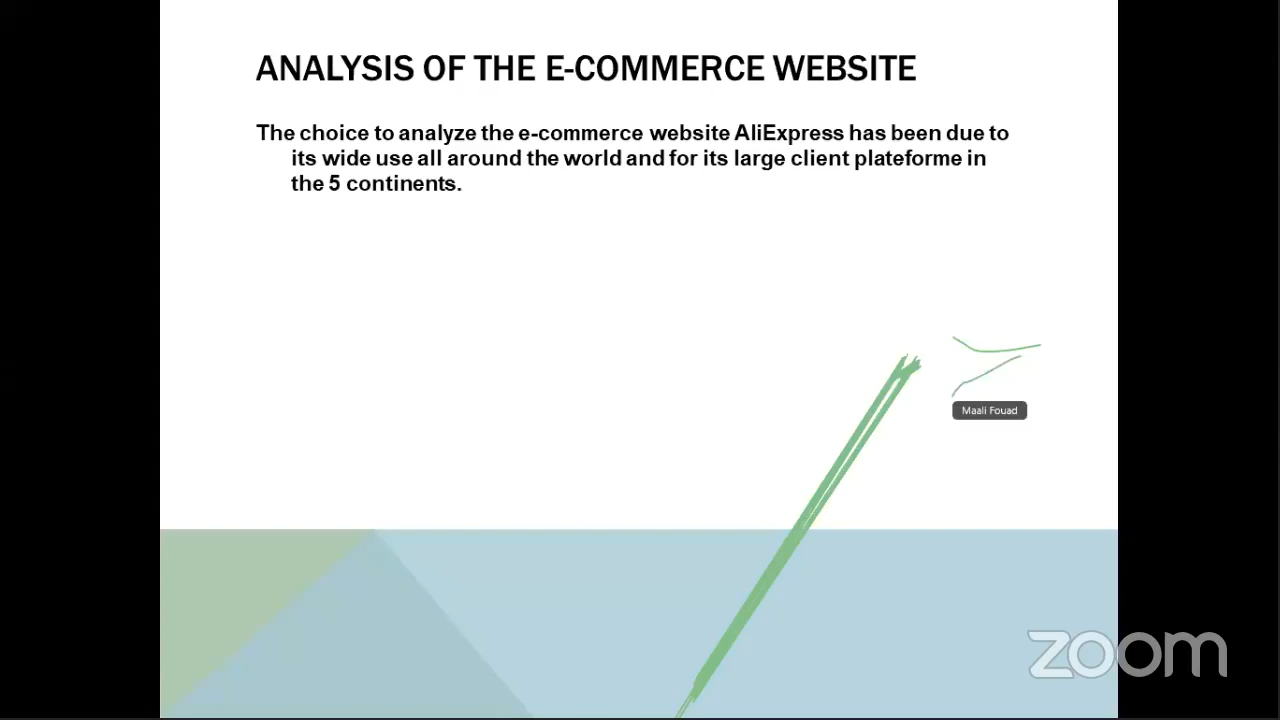 ANALYSIS OF THE E-COMMERCE WEBSITE
The choice to analyze the e-commerce website AliExpress has been due to
its wide use all around the world and for its large client plateforme in
the 5 continents.
Maali Fouad
zoom